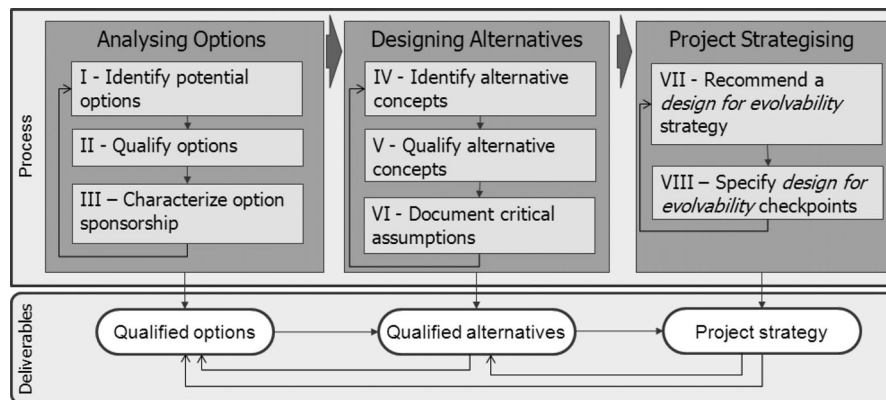 Analysing Options
I - Identify potential
options
II - Qualify options
III – Characterize option
sponsorship
Designing Alternatives
IV - Identify alternative
concepts
V - Qualify alternative
concepts
VI - Document critical
assumptions
Project Strategising
VII - Recommend a
design for evolvability
strategy
VIII – Specify design for
evolvability checkpoints
Process
Qualified options
Qualified alternatives
Project strategy
Deliverables